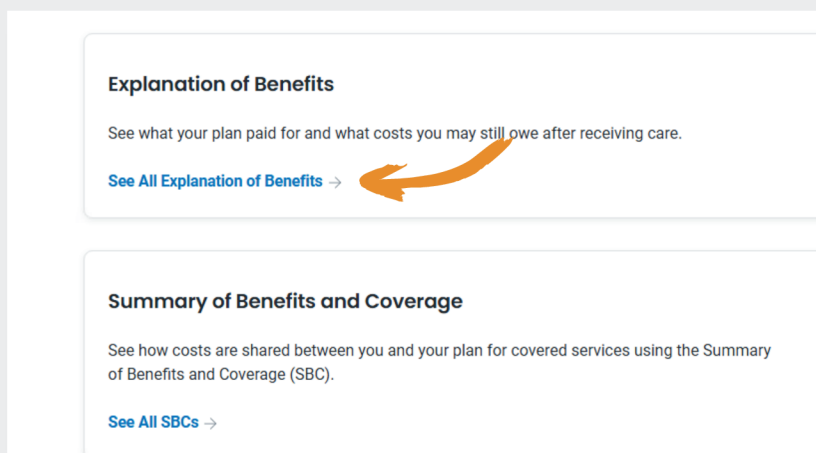 Explanation of Benefits
See what your plan paid for and what costs you may still owe after receiving care.
See All Explanation of Benefits →
Summary of Benefits and Coverage
See how costs are shared between you and your plan for covered services using the Summary
of Benefits and Coverage (SBC).
See All SBCs →